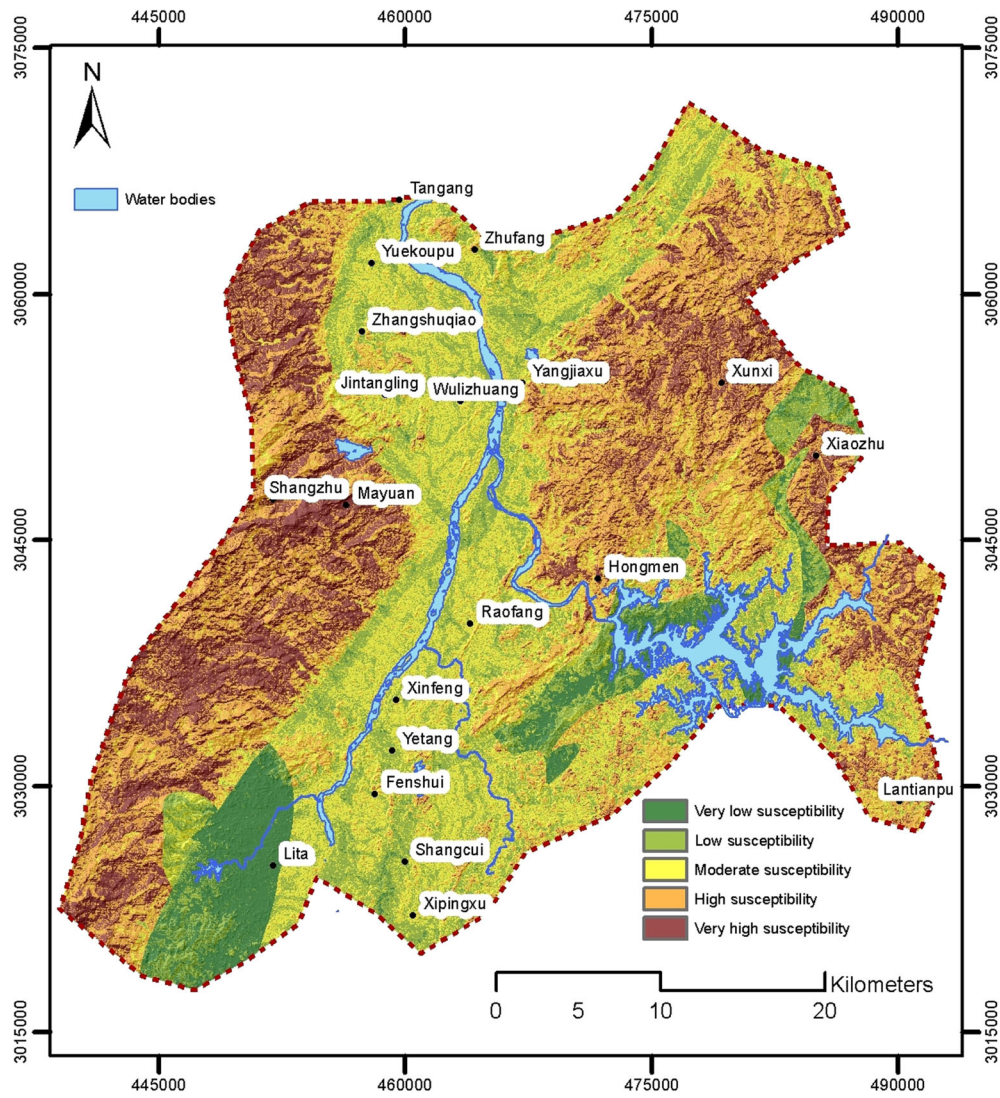 445000
460000
475000
490000
3075000
3075000
N
Water bodies
Tangang
Zhufang
Yuekoupu
3060000
3060000
Zhangshuqiao
Yangjiaxu
Xunxi
Jintangling
Wulizhuang
Xiaozhu
Shangzhu
Mayuan
3045000
3045000
Hongmen
Raofang
Xinfeng
Yetang
3030000
3030000
Fenshui
Lantianpu
Very low susceptibility
Low susceptibility
Lita
Shangcui
Moderate susceptibility
High susceptibility
Xipingxu
Very high susceptibility
Kilometers
0 5 10 20
3015000
3015000
445000
460000
475000
490000